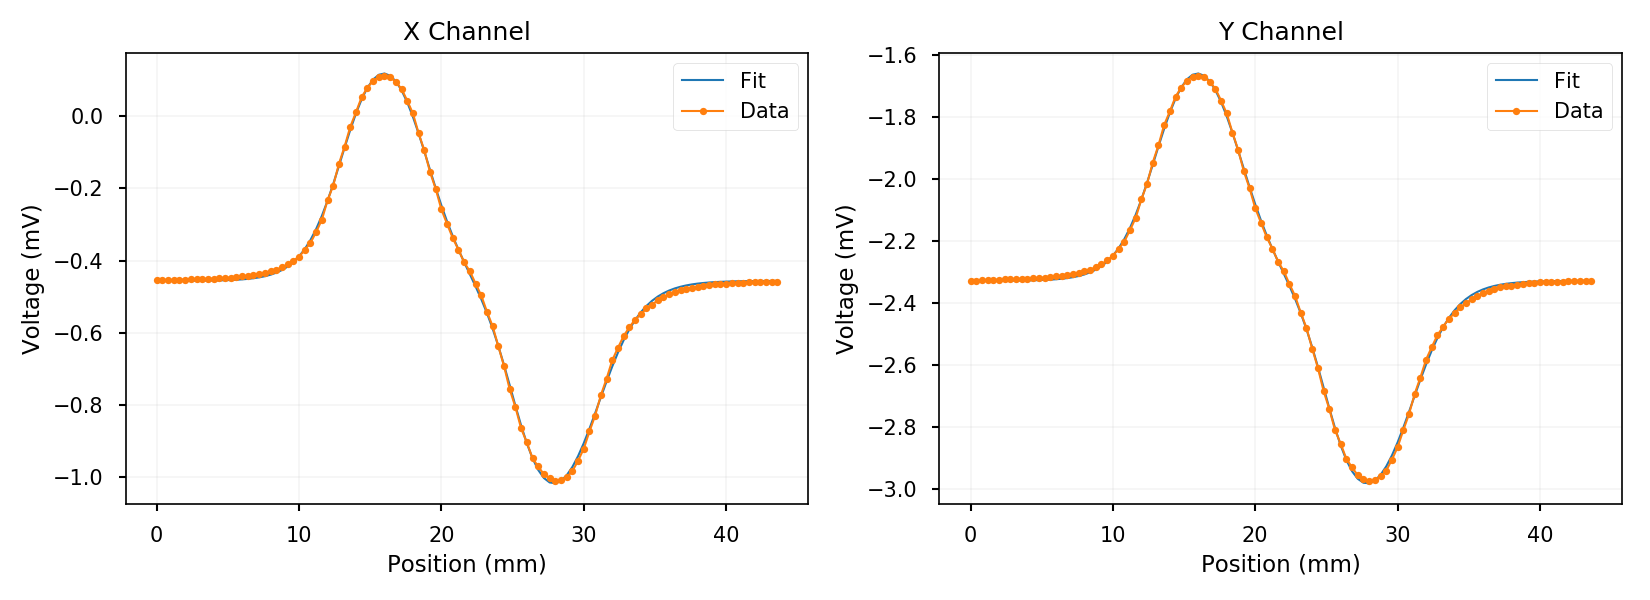 X Channel
Fit
Data
0.0
−0.2
−0.4
−0.6
−0.8
−1.0
Voltage (mV)
0
10
20
30
40
Position (mm)
Y Channel
Fit
Data
−1.6
−1.8
−2.0
−2.2
−2.4
−2.6
−2.8
−3.0
Voltage (mV)
0
10
20
30
40
Position (mm)